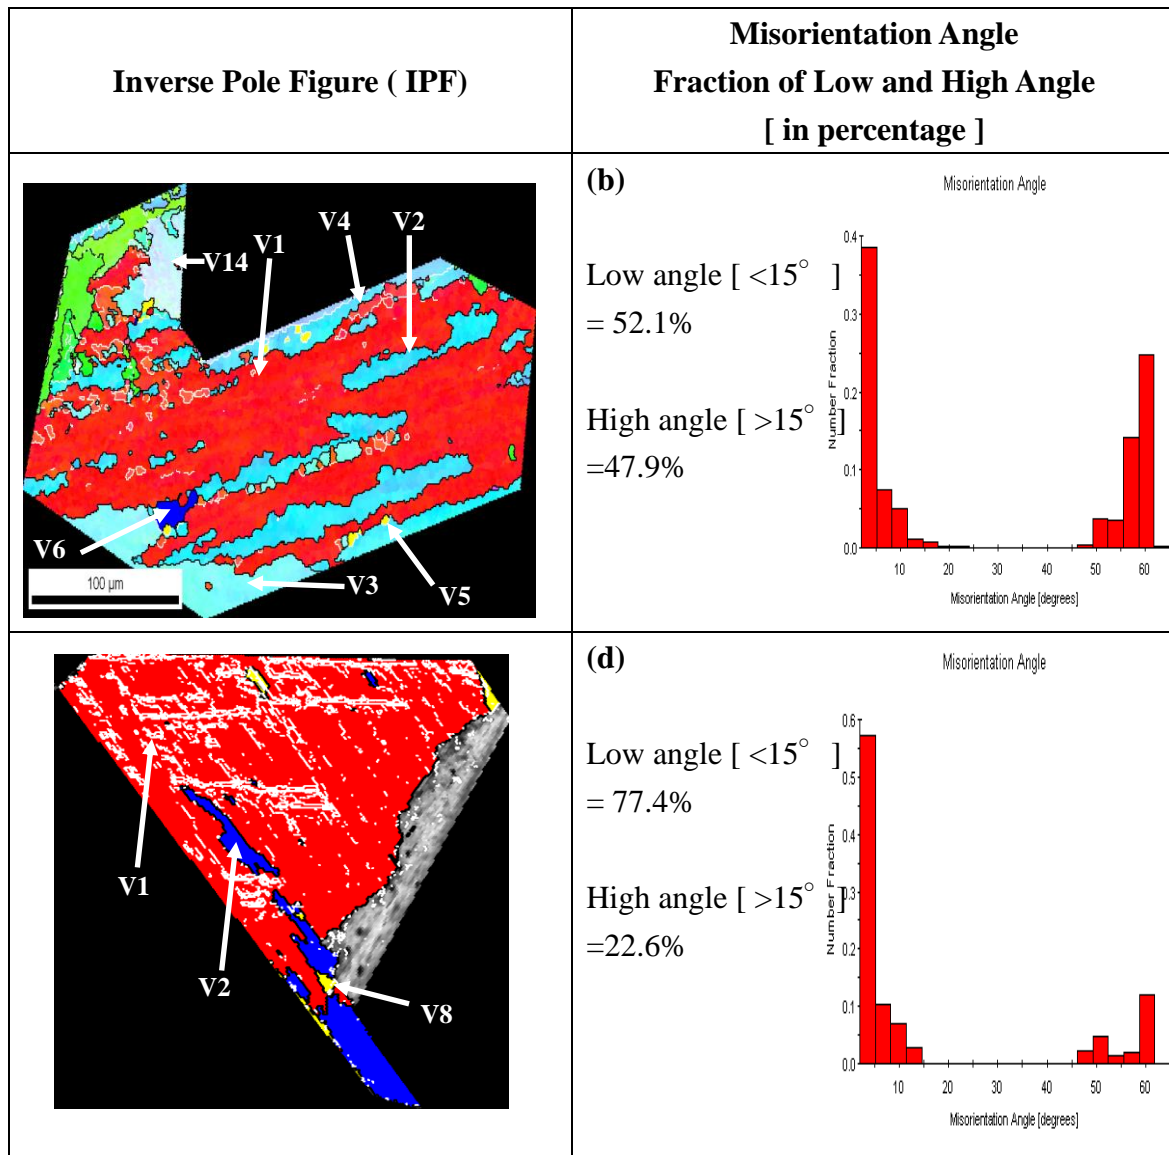 Inverse Pole Figure ( IPF)
Misorientation Angle
Fraction of Low and High Angle
[ in percentage ]
V14
V1
V4
V2
V6
V3
V5
100 µm
(b)
Low angle [ <15° ]
= 52.1%
High angle [ >15° ]
=47.9%
Misorientation Angle
Number Fraction
0.4
0.3
0.2
0.1
0.0
10 20 30 40 50 60
Misorientation Angle [degrees]
V1
V2
V8
(d)
Low angle [ <15° ]
= 77.4%
High angle [ >15° ]
=22.6%
Misorientation Angle
Number Fraction
0.6
0.5
0.4
0.3
0.2
0.1
0.0
10 20 30 40 50 60
Misorientation Angle [degrees]